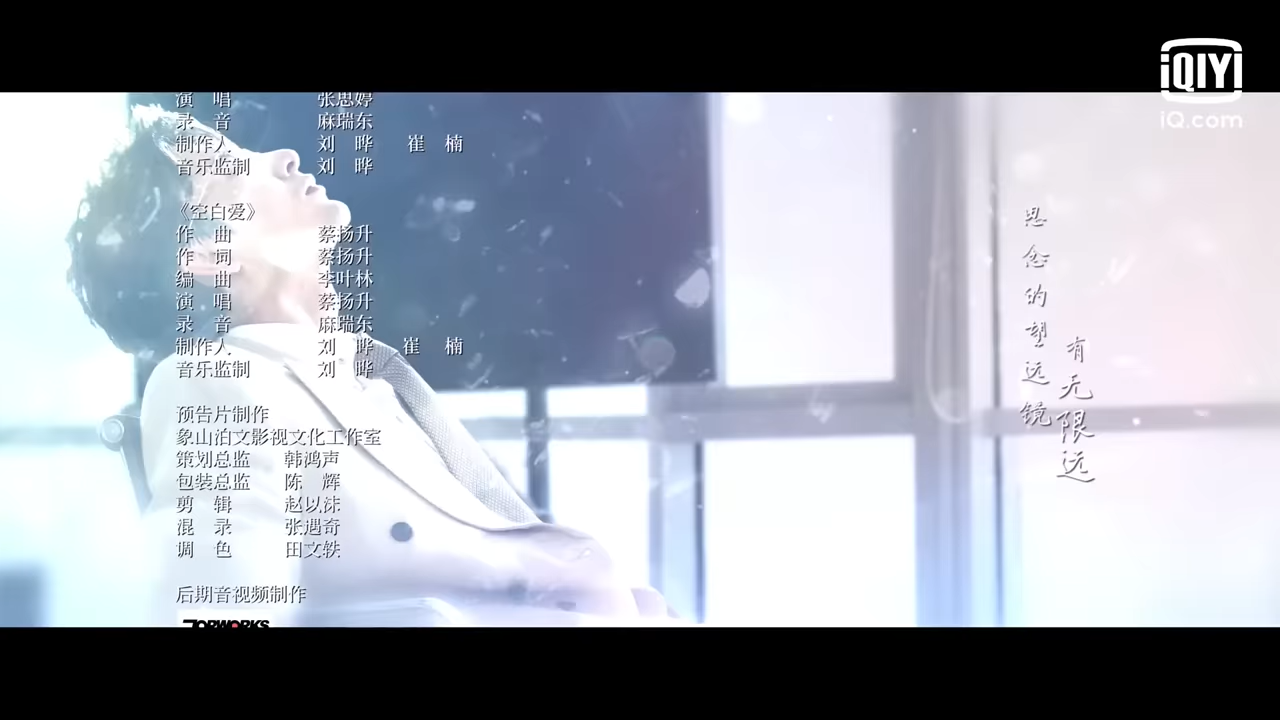 iQIYI
iQ.com
演 唱 张思婷
录 音 麻瑞东
制作人 刘 晔 崔 楠
音乐监制 刘 晔
《空白爱》
作 曲 蔡扬升
作 词 蔡扬升
编 曲 李叶林
演 唱 蔡扬升
录 音 麻瑞东
制作人 刘 晔 崔 楠
音乐监制 刘 晔
预告片制作
象山泊文影视文化工作室
策划总监 韩鸿声
包装总监 陈 辉
剪 辑 赵以沫
混 录 张遇奇
调 色 田文轶
后期音视频制作
70RWORKS
思念的望远镜
有无限远